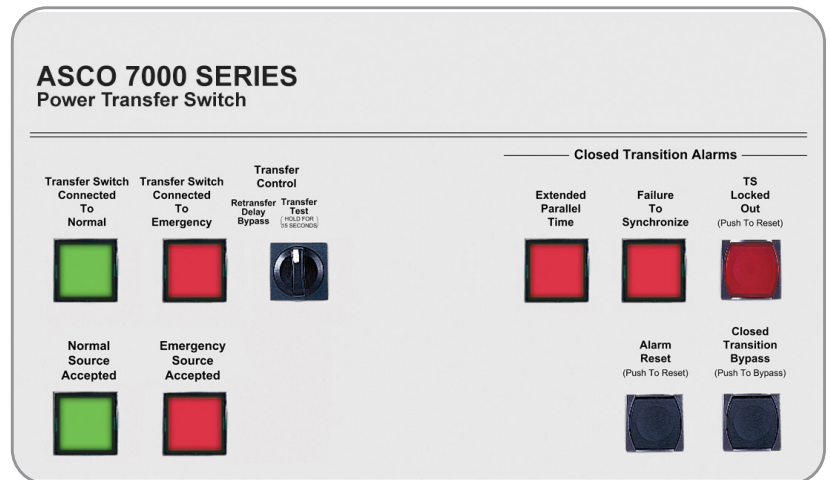 ASCO 7000 SERIES
Power Transfer Switch
Transfer Switch
Connected
To
Normal
Transfer Switch
Connected
To
Emergency
Transfer
Control
Retransfer
Delay
Bypass
Transfer
Test
(HOLD FOR
15 SECONDS)
Normal
Source
Accepted
Emergency
Source
Accepted
Closed Transition Alarms
Extended
Parallel
Time
Failure
To
Synchronize
TS
Locked
Out
(Push To Reset)
Alarm
Reset
(Push To Reset)
Closed
Transition
Bypass
(Push To Bypass)